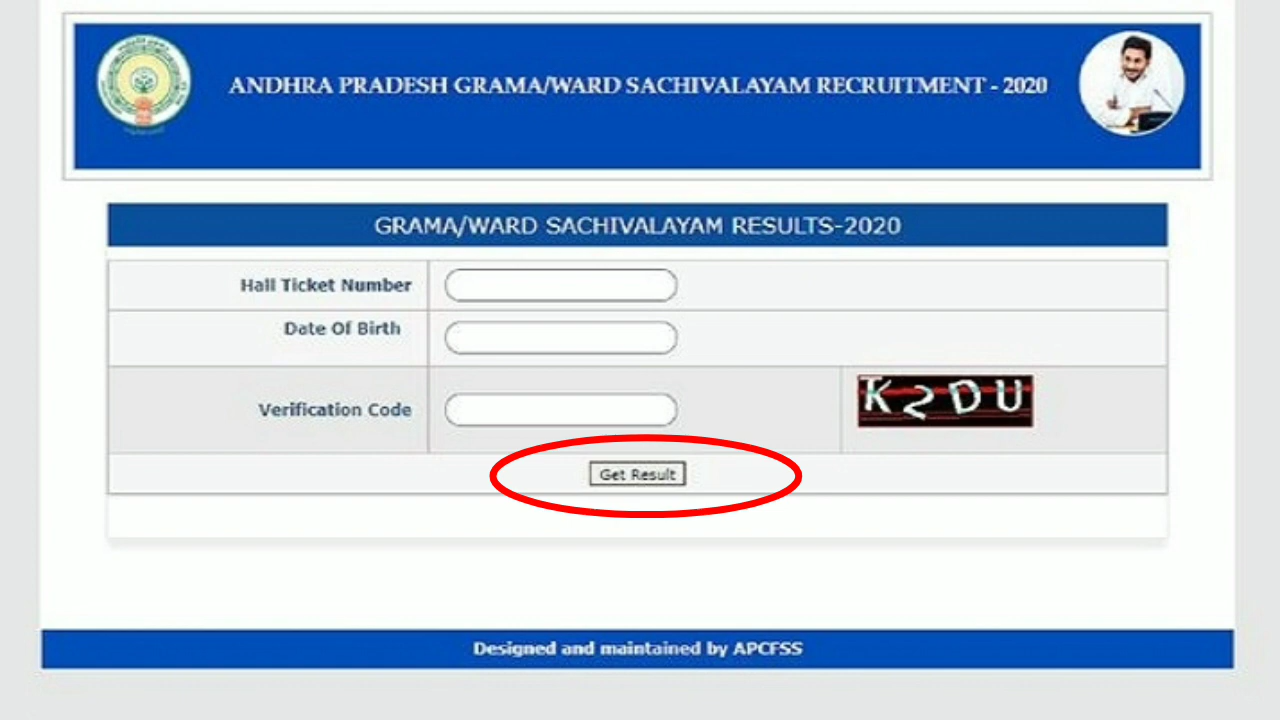 ANDHRA PRADESH GRAMA/WARD SACHIVALAYAM RECRUITMENT - 2020
GRAMA/WARD SACHIVALAYAM RESULTS-2020
Hall Ticket Number
Date Of Birth
Verification Code
K2DU
Get Result
Designed and maintained by APCFSS